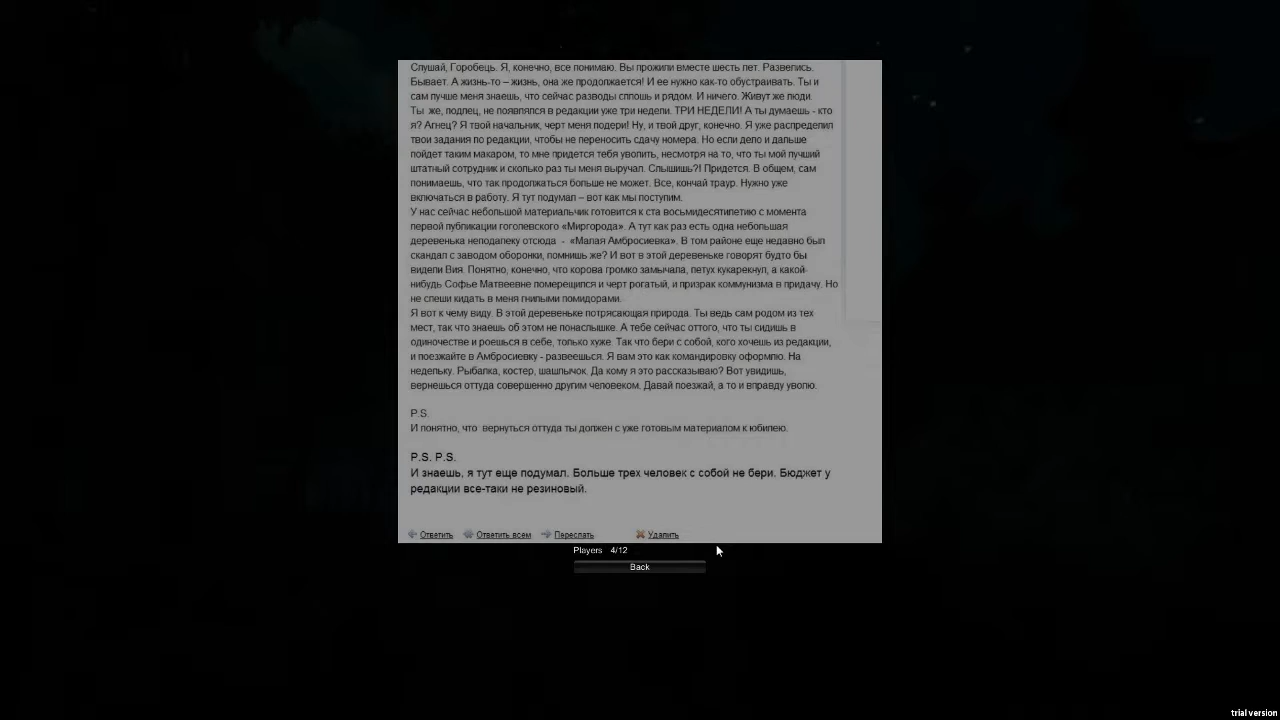 Слушай, Горобець. Я, конечно, все понимаю. Вы прожили вместе шесть лет. Развелись.
Бывает. А жизнь-то – жизнь, она же продолжается! И ее нужно как-то обустраивать. Ты и
сам лучше меня знаешь, что сейчас разводы сплошь и рядом. И ничего. Живут же люди.
Ты  же, подлец, не появлялся в редакции уже три недели. ТРИ НЕДЕЛИ! А ты думаешь - кто
я? Агнец? Я твой начальник, черт меня подери! Ну, и твой друг, конечно. Я уже распределил
твои задания по редакции, чтобы не переносить сдачу номера. Но если дело и дальше
пойдет таким макаром, то мне придется тебя уволить, несмотря на то, что ты мой лучший
штатный сотрудник и сколько раз ты меня выручал. Слышишь?! Придется. В общем, сам
понимаешь, что так продолжаться больше не может. Все, кончай траур. Нужно уже
включаться в работу. Я тут подумал – вот как мы поступим.
У нас сейчас небольшой материальчик готовится к ста восьмидесятилетию с момента
первой публикации гоголевского «Миргорода». А тут как раз есть одна небольшая
деревенька неподалеку отсюда  -  «Малая Амбросиевка». В том районе еще недавно был
скандал с заводом оборонки, помнишь же? И вот в этой деревеньке говорят будто бы
видели Вия. Понятно, конечно, что корова громко замычала, петух кукарекнул, а какой-
нибудь Софье Матвеевне померещился и черт рогатый, и призрак коммунизма в придачу. Но
не спеши кидать в меня гнилыми помидорами.
Я вот к чему виду. В этой деревеньке потрясающая природа. Ты ведь сам родом из тех
мест, так что знаешь об этом не понаслышке. А тебе сейчас оттого, что ты сидишь в
одиночестве и роешься в себе, только хуже. Так что бери с собой, кого хочешь из редакции,
и поезжайте в Амбросиевку - развеешься. Я вам это как командировку оформлю. На
недельку. Рыбалка, костер, шашлычок. Да кому я это рассказываю? Вот увидишь,
вернешься оттуда совершенно другим человеком. Давай поезжай, а то и вправду уволю.
P.S.
И понятно, что  вернуться оттуда ты должен с уже готовым материалом к юбилею.
P.S. P.S.
И знаешь, я тут еще подумал. Больше трех человек с собой не бери. Бюджет у
редакции все-таки не резиновый.
Ответить Ответить всем Переслать Удалить
Players 4/12
Back
trial version